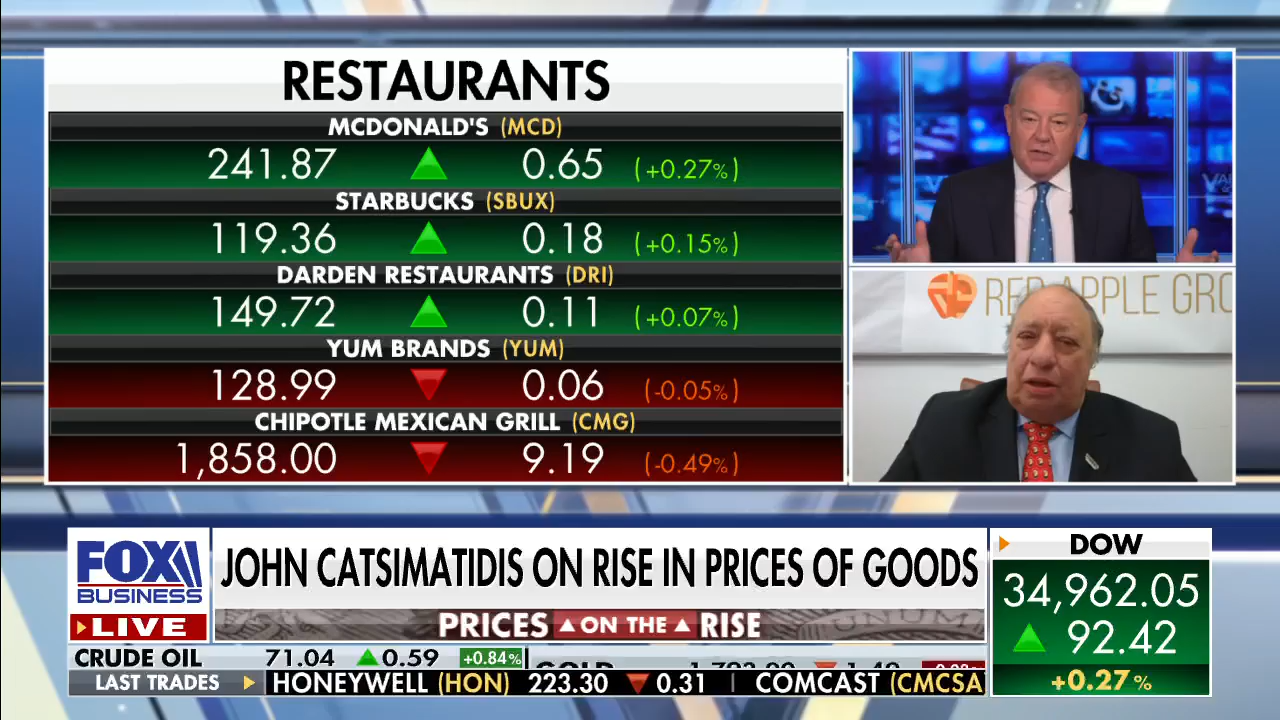 RESTAURANTS
MCDONALD'S (MCD)
241.87 ▲ 0.65 (+0.27%)
STARBUCKS (SBUX)
119.36 ▲ 0.18 (+0.15%)
DARDEN RESTAURANTS (DRI)
149.72 ▲ 0.11 (+0.07%)
YUM BRANDS (YUM)
128.99 ▼ 0.06 (-0.05%)
CHIPOTLE MEXICAN GRILL (CMG)
1,858.00 ▼ 9.19 (-0.49%)
RED APPLE GRO
FOX
BUSINESS
LIVE
JOHN CATSIMATIDIS ON RISE IN PRICES OF GOODS
PRICES ▲ ON THE ▲ RISE
DOW
34,962.05
▲ 92.42
+0.27%
CRUDE OIL 71.04 ▲ 0.59 +0.84% GOLD
LAST TRADES HONEYWELL (HON) 223.30 ▼ 0.31 | COMCAST (CMCSA